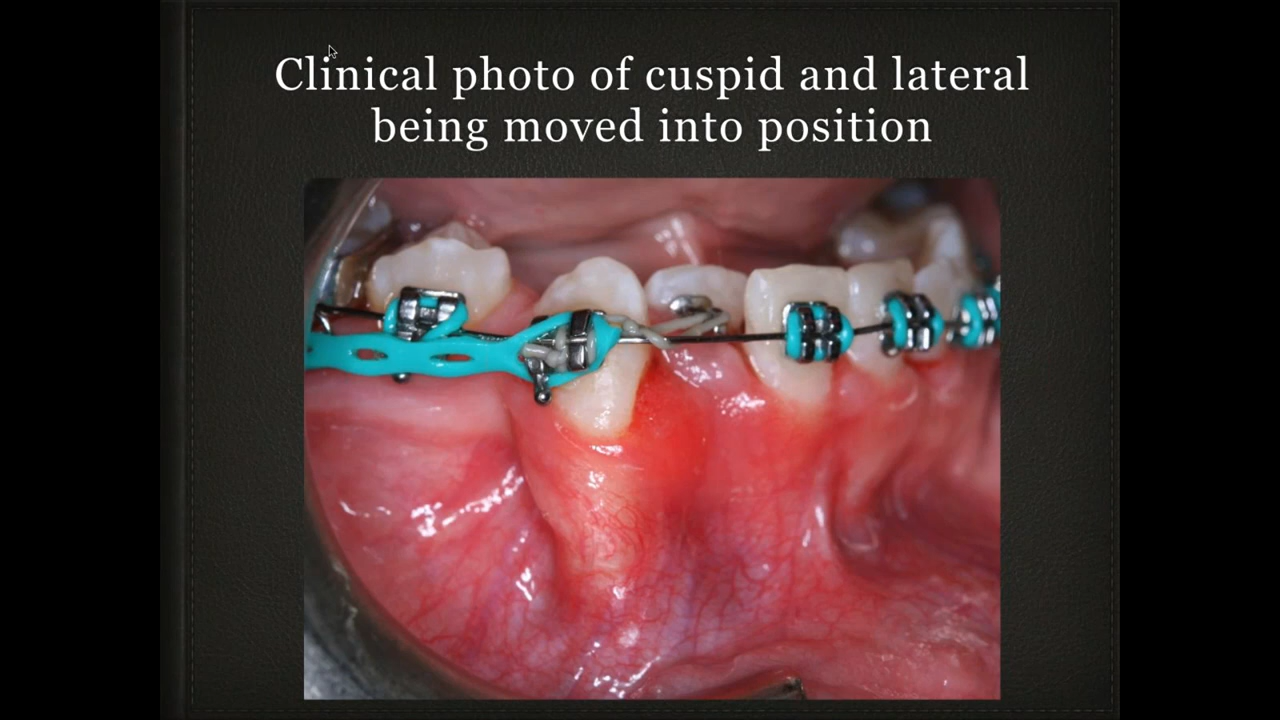 Clinical photo of cuspid and lateral
being moved into position